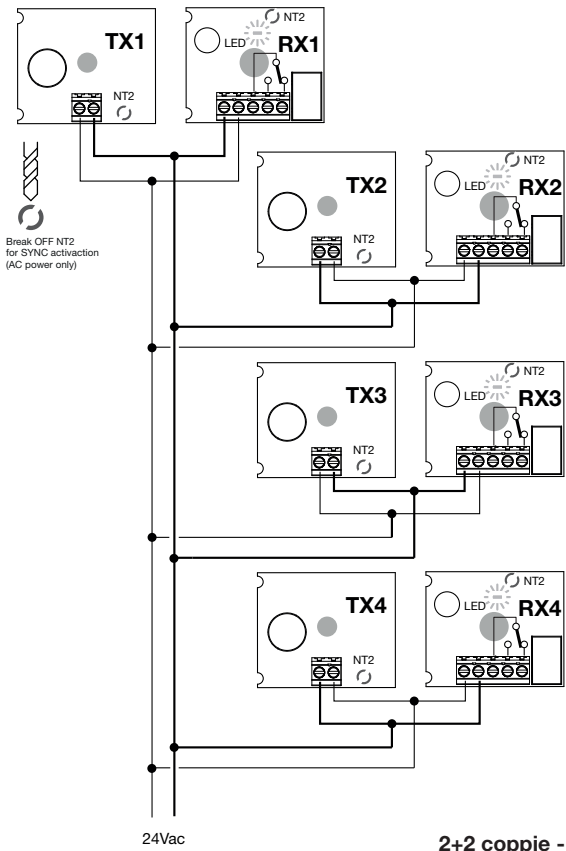 TX1
NT2
NT2
LED
RX1
Break OFF NT2
for SYNC activaction
(AC power only)
TX2
NT2
NT2
LED
RX2
TX3
NT2
NT2
LED
RX3
TX4
NT2
NT2
LED
RX4
24Vac
2+2 coppie -